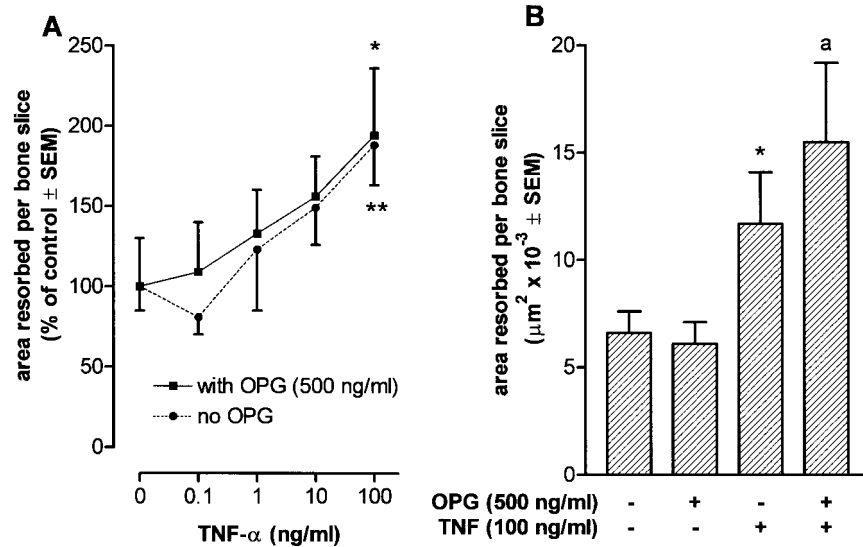 A
area resorbed per bone slice
(% of control ± SEM)
250
200
150
100
50
0
*
**
with OPG (500 ng/ml)
no OPG
0 0.1 1 10 100
TNF-α (ng/ml)
B
area resorbed per bone slice
(μm² x 10⁻³ ± SEM)
20
15
10
5
0
*
a
OPG (500 ng/ml) - + - +
TNF (100 ng/ml) - - + +